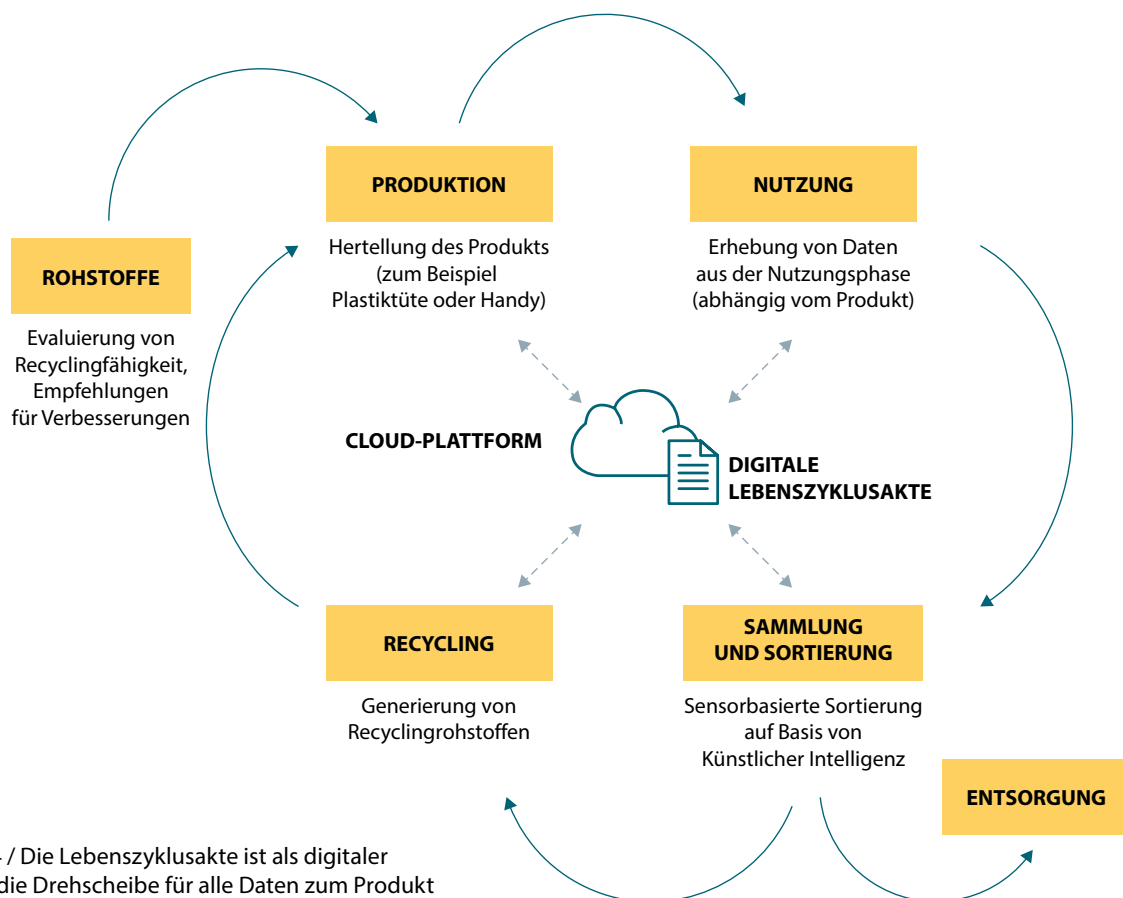 PRODUKTION
Hertellung des Produkts
(zum Beispiel
Plastiktüte oder Handy)
NUTZUNG
Erhebung von Daten
aus der Nutzungsphase
(abhängig vom Produkt)
ROHSTOFFE
Evaluierung von
Recyclingfähigkeit,
Empfehlungen
für Verbesserungen
CLOUD-PLATTFORM
DIGITALE
LEBENSZYKLUSAKTE
RECYCLING
Generierung von
Recyclingrohstoffen
SAMMLUNG
UND SORTIERUNG
Sensorbasierte Sortierung
auf Basis von
Künstlicher Intelligenz
ENTSORGUNG
/ Die Lebenszyklusakte ist als digitaler
die Drehscheibe für alle Daten zum Produkt